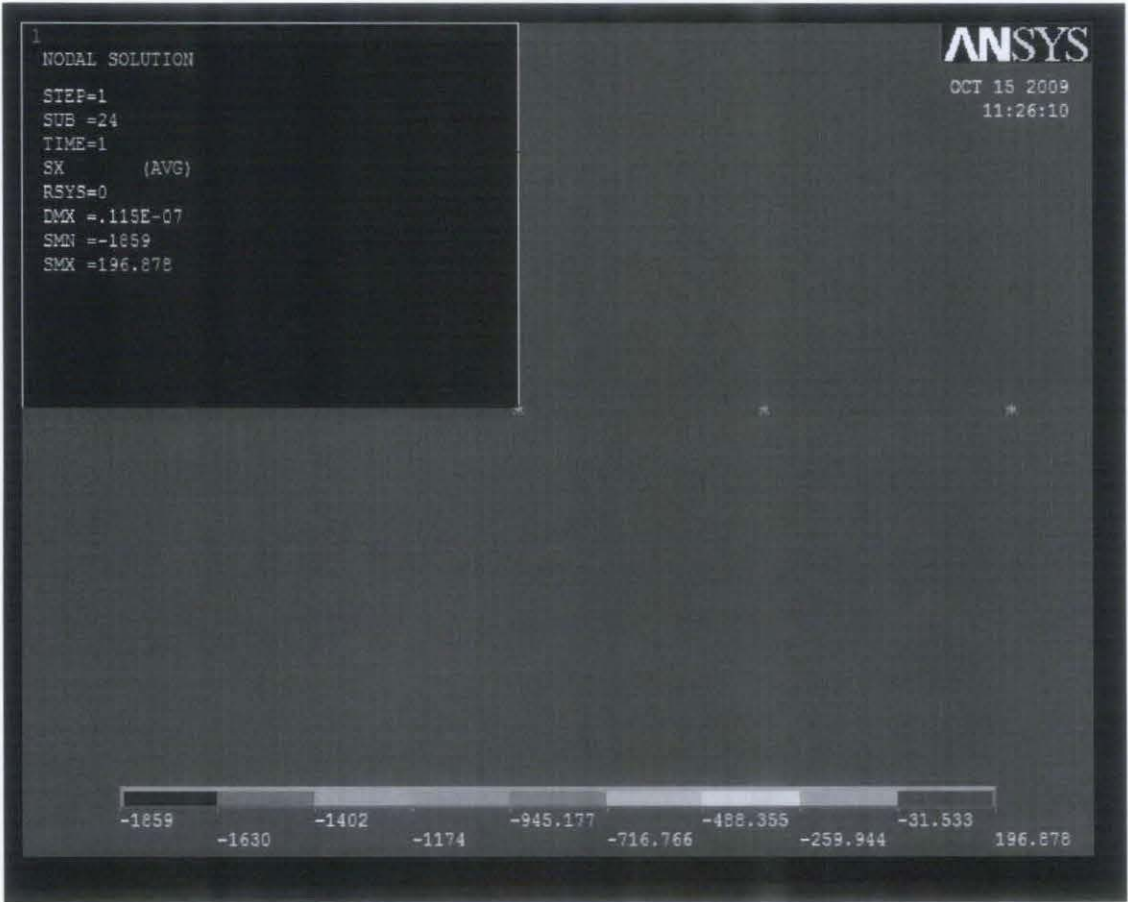 1
NODAL SOLUTION
STEP=1
SUB =24
TIME=1
SX (AVG)
RSYS=0
DMX =.115E-07
SMN =-1859
SMX =196.878
ANSYS
OCT 15 2009
11:26:10
* * *
-1859 -1402 -945.177 -488.355 -31.533
-1630 -1174 -716.766 -259.944 196.878